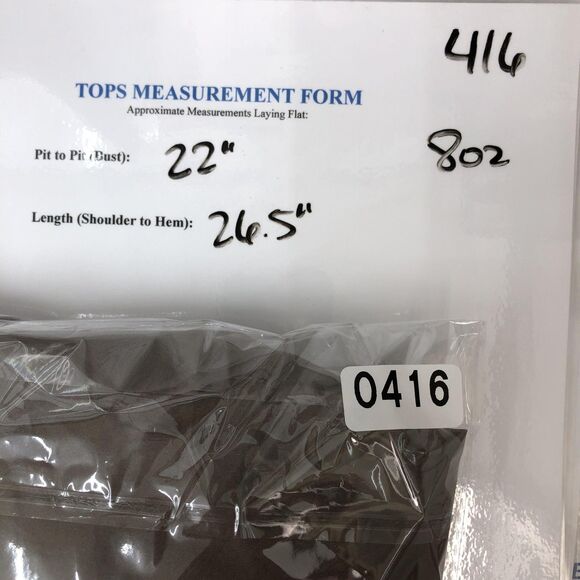 416
TOPS MEASUREMENT FORM
Approximate Measurements Laying Flat:
Pit to Pit (Bust): 22"
802
Length (Shoulder to Hem): 26.5"
0416